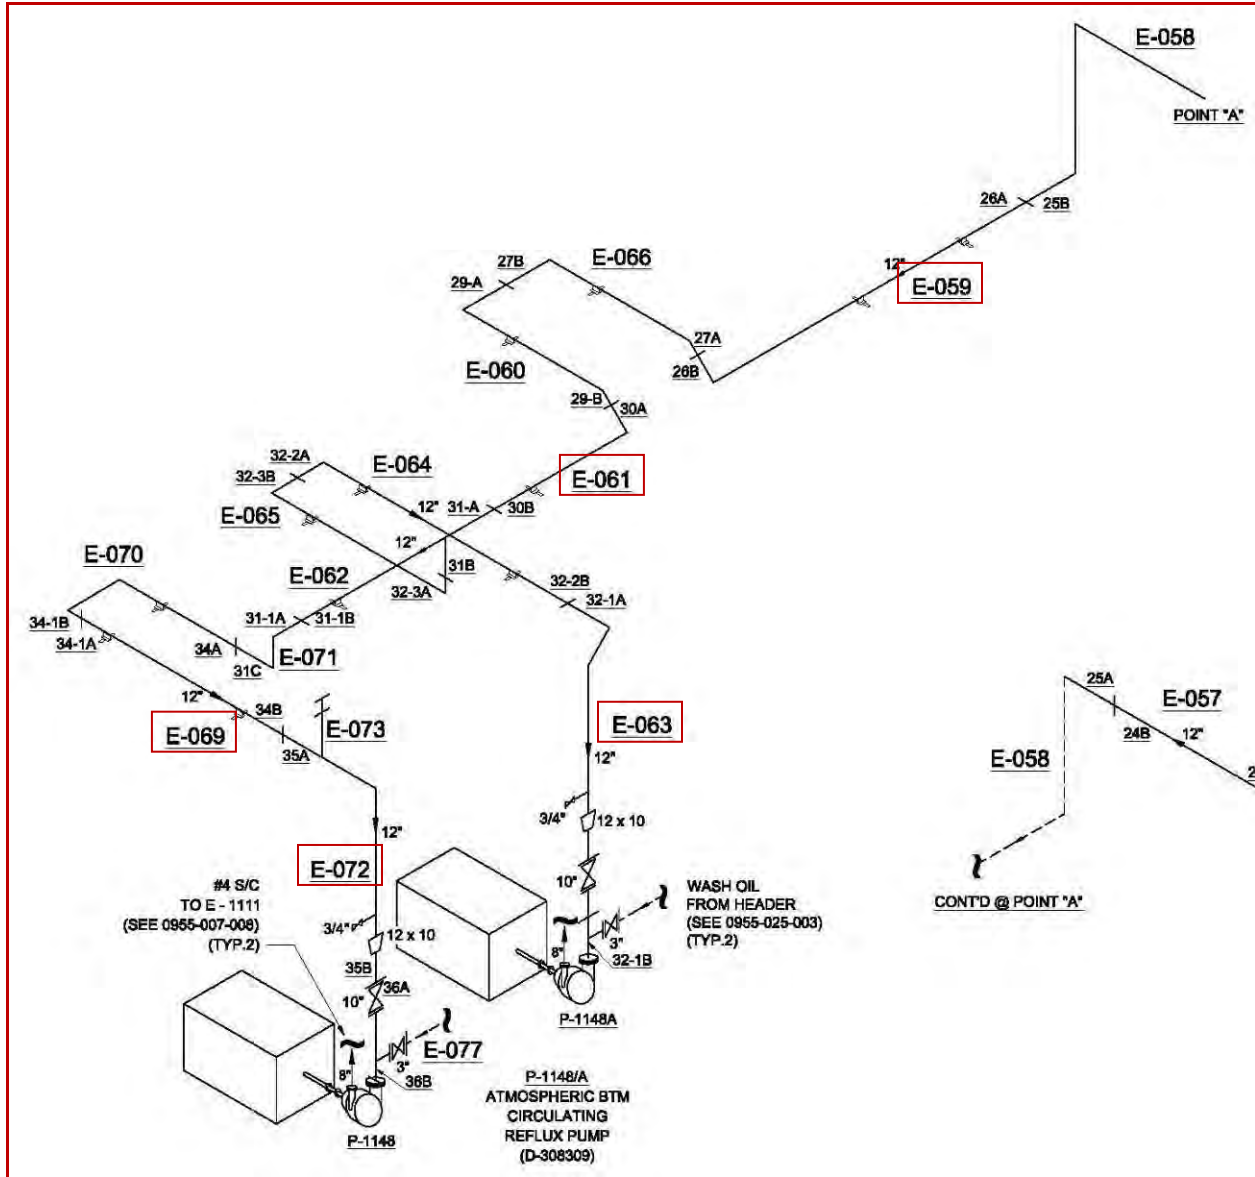 E-058
POINT "A"
26A
25B
12"
E-059
27B
E-066
29-A
27A
26B
E-060
29-B
30A
32-2A
E-064
32-3B
E-061
12"
31-A
30B
E-065
12"
E-070
E-062
31B
32-3A
32-2B
32-1A
34-1B
34-1A
31-1A
31-1B
34A
31C
E-071
12"
34B
E-069
35A
E-073
E-063
12"
25A
E-057
24B
12"
2
E-058
3/4"
12 x 10
12"
E-072
10"
#4 S/C
TO E - 1111
(SEE 0955-007-008)
(TYP.2)
WASH OIL
FROM HEADER
(SEE 0955-025-003)
(TYP.2)
CONT'D @ POINT "A"
3/4"
12 x 10
8"
3"
32-1B
35B
36A
10"
P-1148A
8"
3"
E-077
36B
P-1148
P-1148/A
ATMOSPHERIC BTM
CIRCULATING
REFLUX PUMP
(D-308309)